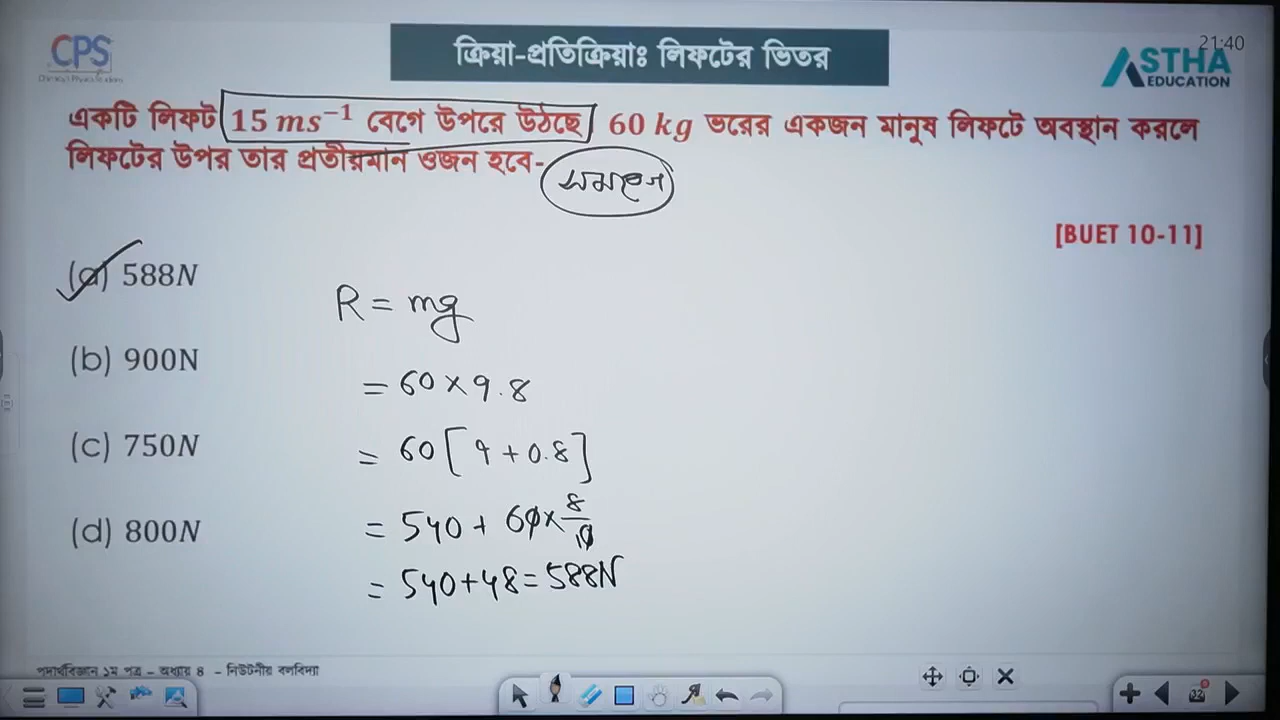 CPS
ক্রিয়া-প্রতিক্রিয়াঃ লিফটের ভিতর
21:40
ASTHA
EDUCATION
একটি লিফট 15 ms⁻¹ বেগে উপরে উঠছে 60 kg ভরের একজন মানুষ লিফটে অবস্থান করলে
লিফটের উপর তার প্রতীয়মান ওজন হবে-
সমবেগ
[BUET 10-11]
(a) 588N
(b) 900N
(c) 750N
(d) 800N
R = mg
= 60 × 9.8
= 60 [ 9 + 0.8 ]
= 540 + 60 × 8/10
= 540 + 48 = 588N
পদার্থবিজ্ঞান ১ম পত্র – অধ্যায় ৪ – নিউটনীয় বলবিদ্যা